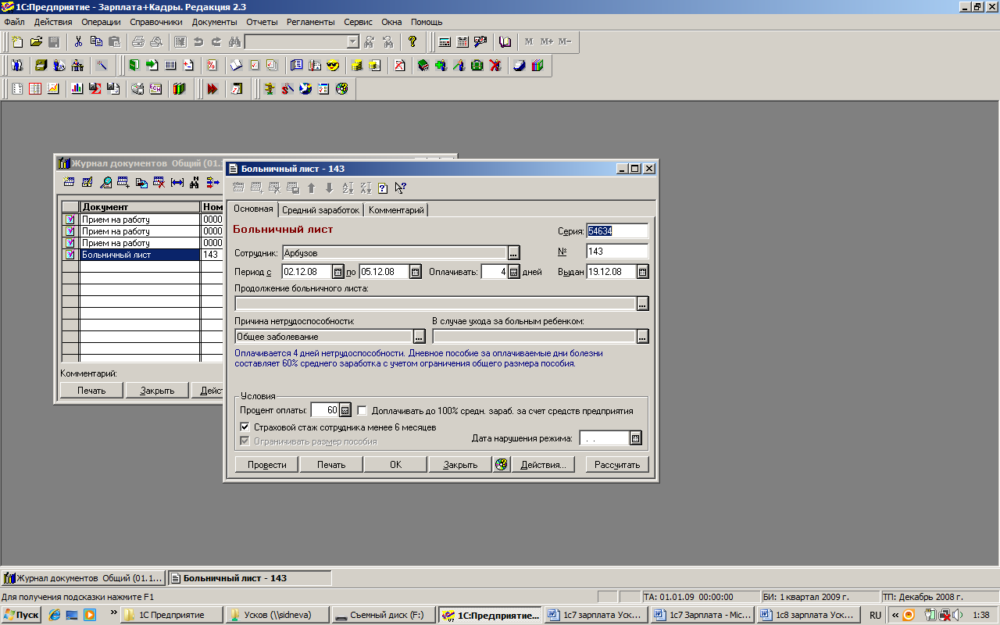 1С:Предприятие - Зарплата+Кадры. Редакция 2.3
Файл Действия Операции Справочники Документы Отчеты Регламенты Сервис Окна Помощь
M M+ M-
Журнал документов Общий (01.1
Больничный лист - 143
Основная Средний заработок Комментарий
Документ Ном
Прием на работу 0000
Прием на работу 0000
Прием на работу 0000
Больничный лист 143
Комментарий:
Печать Закрыть Дейс
Больничный лист
Серия: 54634
Сотрудник: Арбузов ... № 143
Период с 02.12.08 по 05.12.08 Оплачивать: 4 дней Выдан 19.12.08
Продолжение больничного листа:
...
Причина нетрудоспособности: В случае ухода за больным ребенком:
Общее заболевание ... ...
Оплачивается 4 дней нетрудоспособности. Дневное пособие за оплачиваемые дни болезни
составляет 60% среднего заработка с учетом ограничения общего размера пособия.
Условия
Процент оплаты: 60 Доплачивать до 100% средн. зараб. за счет средств предприятия
Страховой стаж сотрудника менее 6 месяцев
Ограничивать размер пособия Дата нарушения режима: . .
Провести Печать OK Закрыть Действия... Рассчитать
Журнал документов Общий (01.1... Больничный лист - 143
Для получения подсказки нажмите F1 ТА: 01.01.09 00:00:00 БИ: 1 квартал 2009 г. ТП: Декабрь 2008 г.
Пуск » 1С Предприятие Усков (\\sidneva) Съемный диск (F:) 1С:Предприятие... 1с7 зарплата Уск... 1с7 Зарплата - Mic... 1с8 зарплата Уск... RU « 1:38